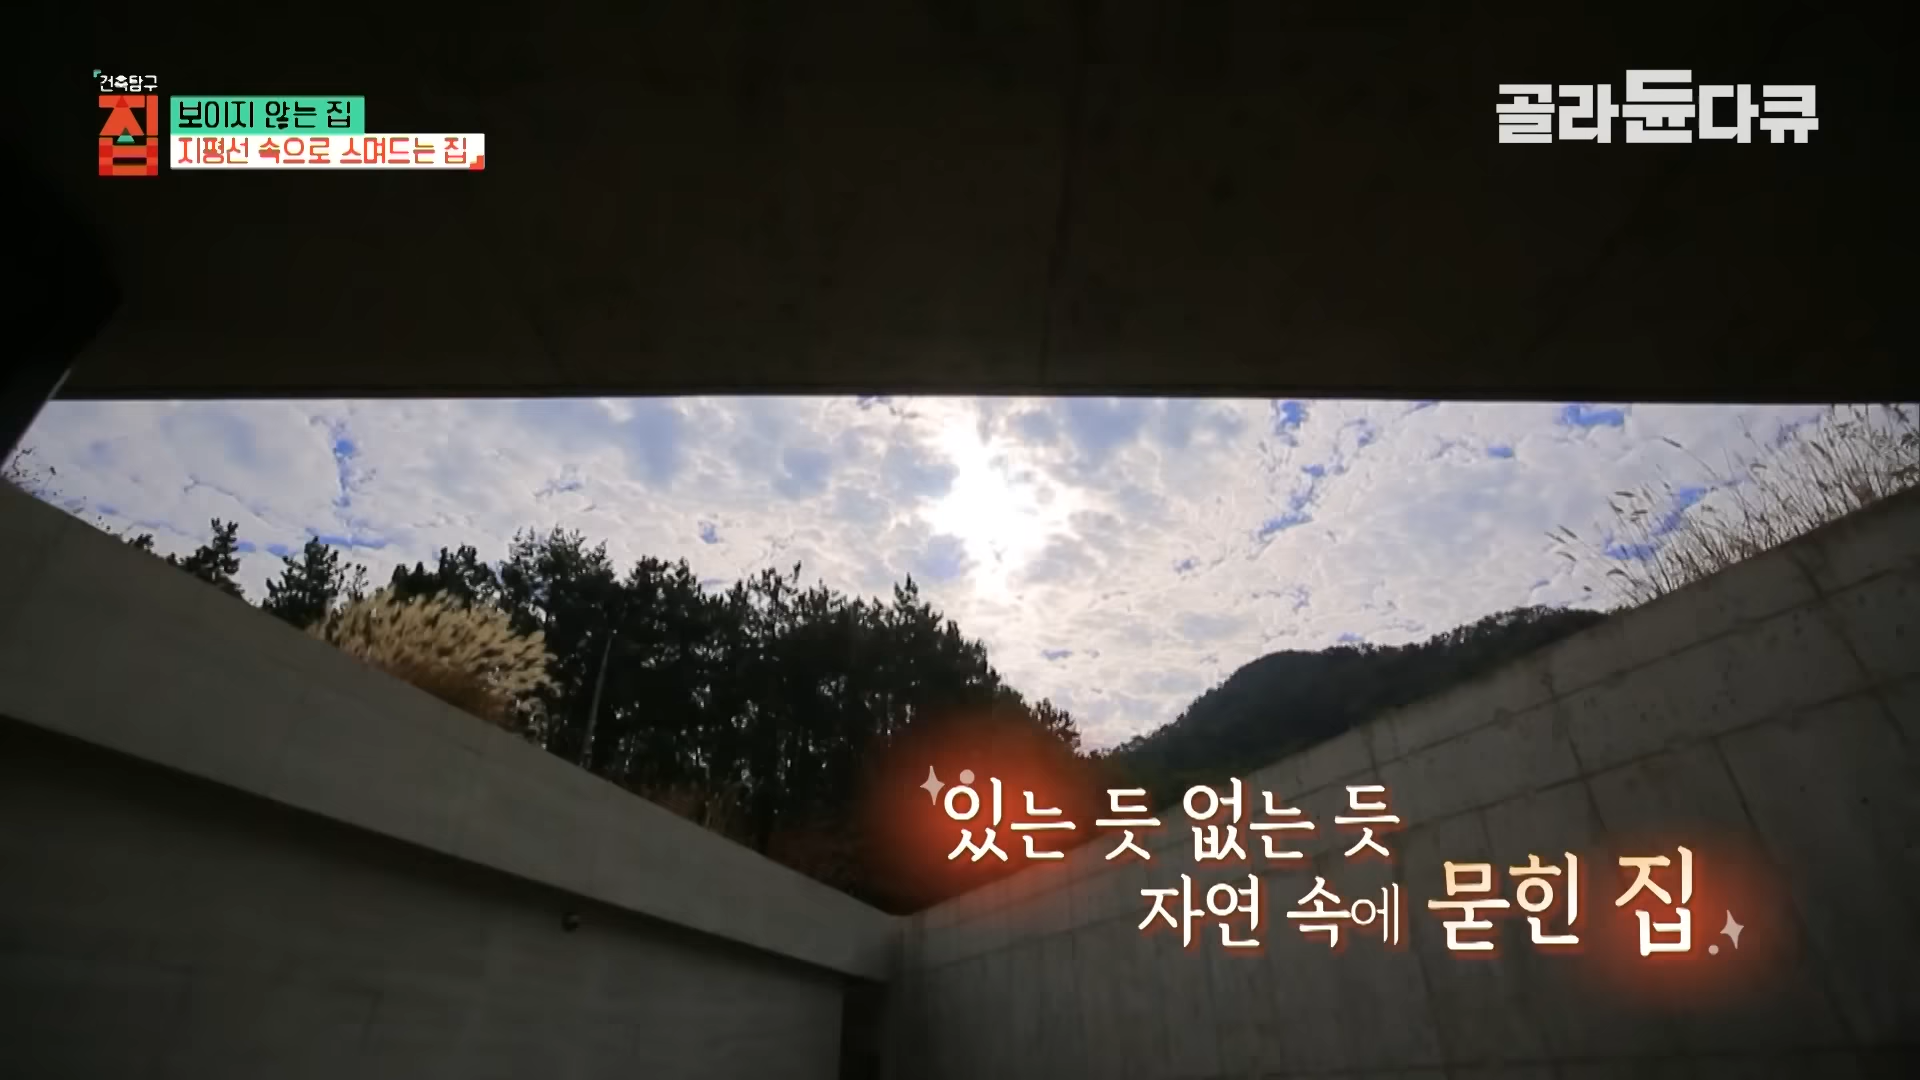 건축탐구
집
보이지 않는 집
지평선 속으로 스며드는 집
골라듄다큐
있는 듯 없는 듯
자연 속에 묻힌 집